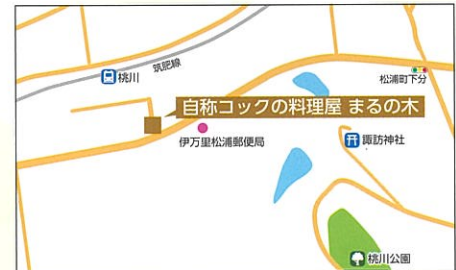 桃川
筑肥線
松浦町下分
自称コックの料理屋 まるの木
伊万里松浦郵便局
諏訪神社
桃川公園